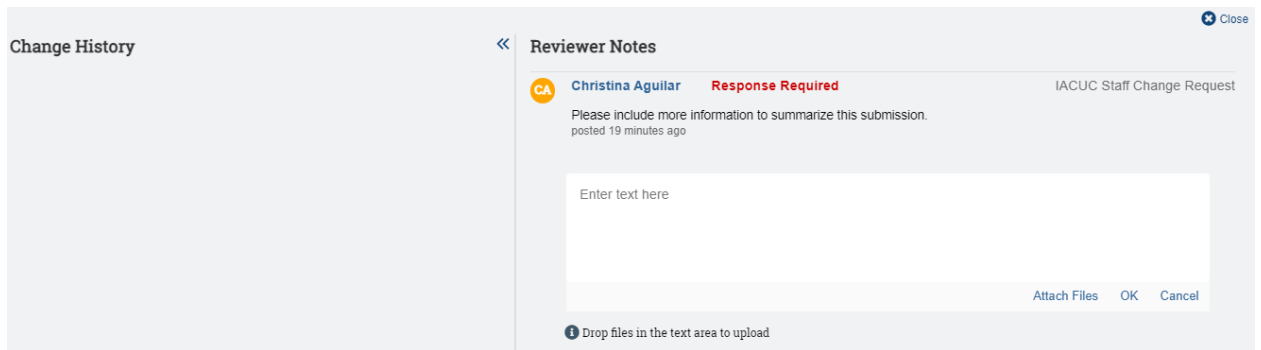 Close
Change History
Reviewer Notes
CA
Christina Aguilar Response Required IACUC Staff Change Request
Please include more information to summarize this submission.
posted 19 minutes ago
Enter text here
Attach Files OK Cancel
Drop files in the text area to upload